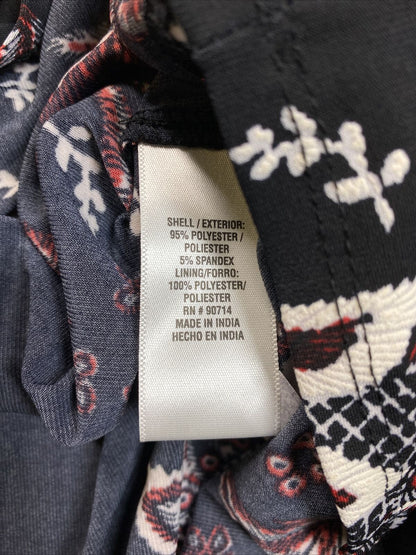 SHELL / EXTERIOR:
95% POLYESTER /
POLIESTER
5% SPANDEX
LINING/FORRO:
100% POLYESTER/
POLIESTER
RN # 90714
MADE IN INDIA
HECHO EN INDIA